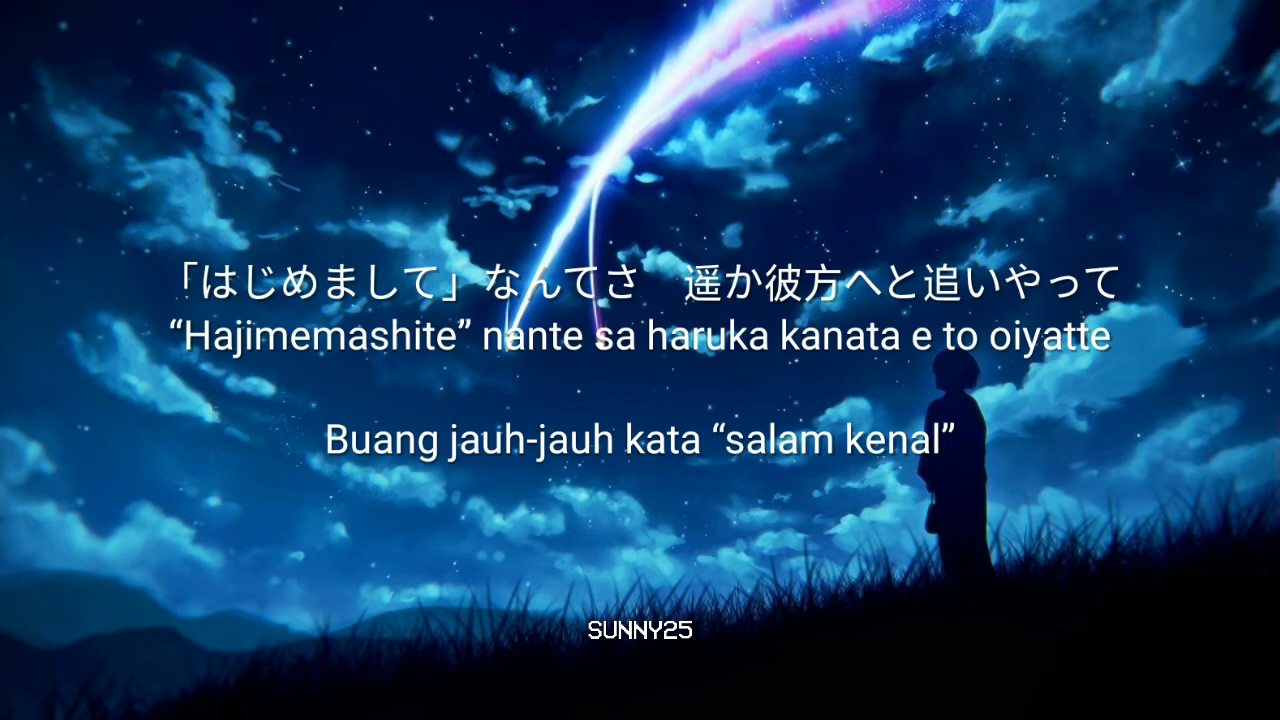 「はじめまして」なんてさ　遥か彼方へと追いやって
“Hajimemashite” nante sa haruka kanata e to oiyatte
Buang jauh-jauh kata “salam kenal”
SUNNY25